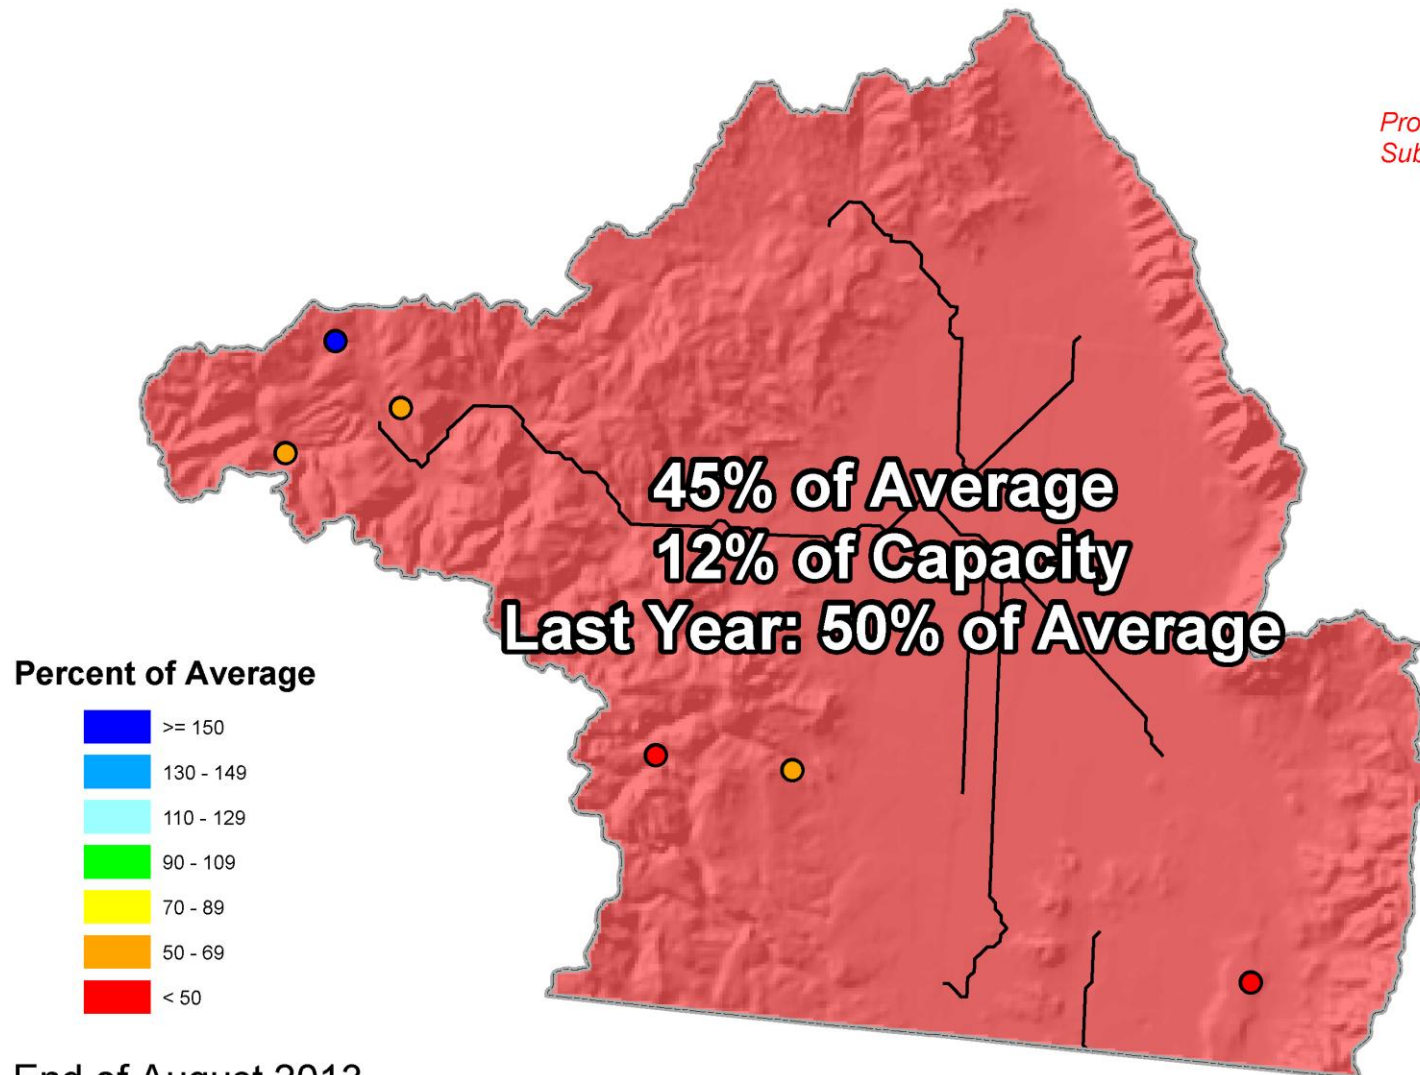 45% of Average
12% of Capacity
Last Year: 50% of Average
Percent of Average
>= 150
130 - 149
110 - 129
90 - 109
70 - 89
50 - 69
< 50